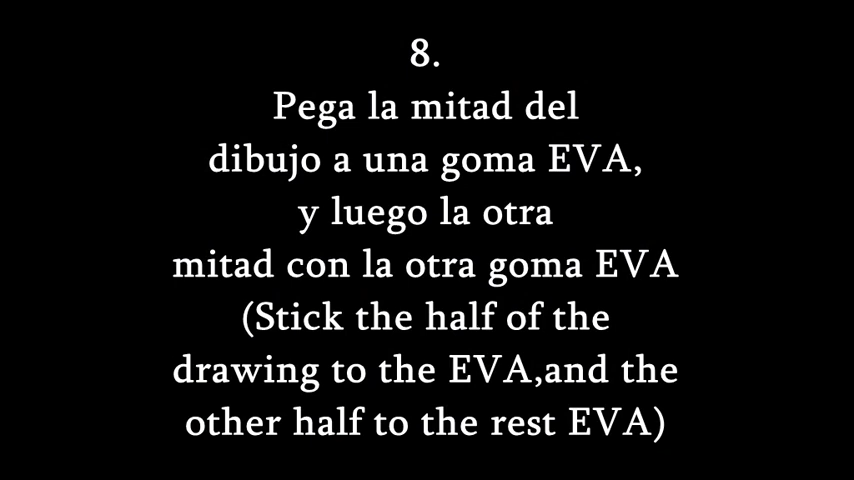 8.
Pega la mitad del
dibujo a una goma EVA,
y luego la otra
mitad con la otra goma EVA
(Stick the half of the
drawing to the EVA,and the
other half to the rest EVA)